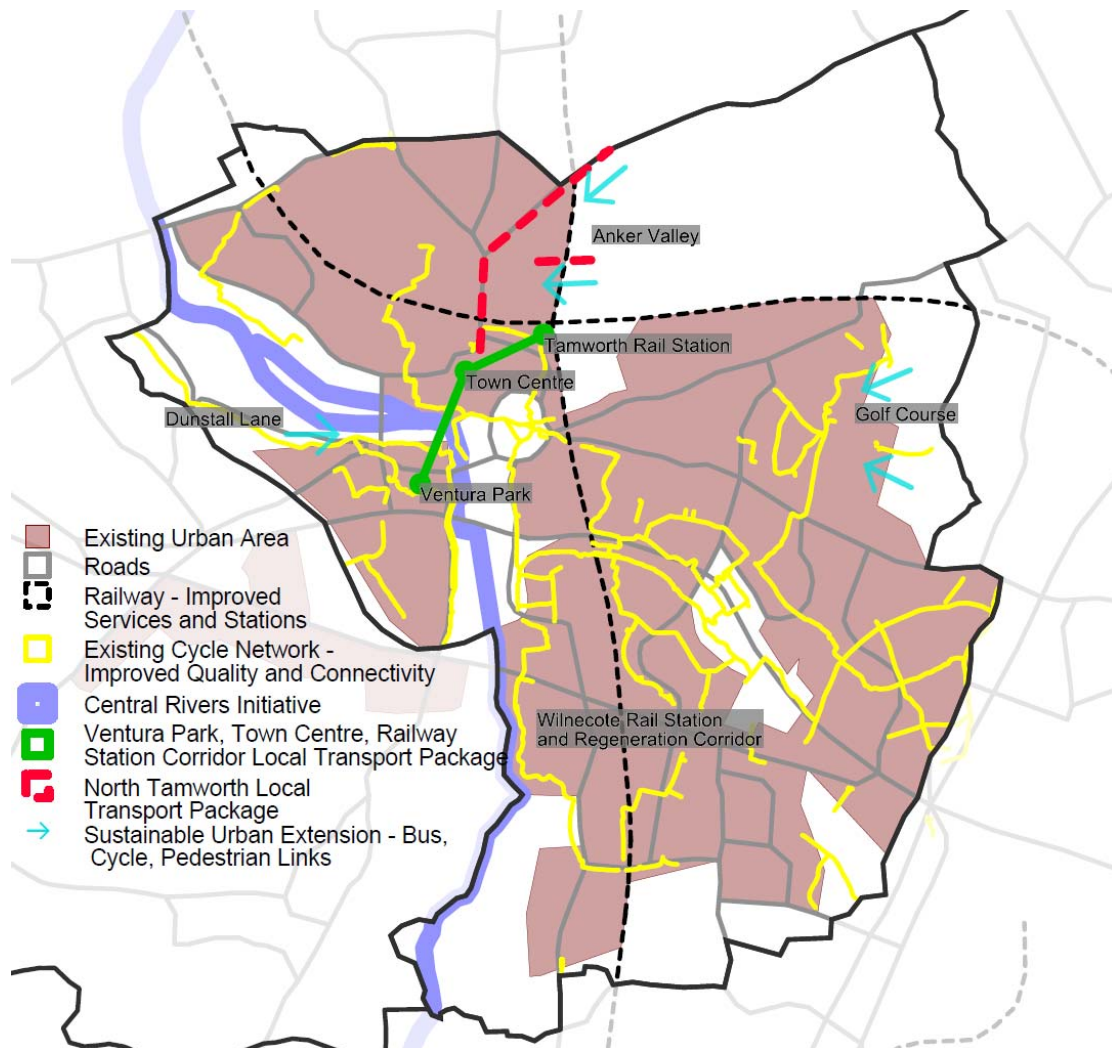 Anker Valley
Tamworth Rail Station
Town Centre
Dunstall Lane
Golf Course
Ventura Park
Wilnecote Rail Station
and Regeneration Corridor
Existing Urban Area
Roads
Railway - Improved
Services and Stations
Existing Cycle Network -
Improved Quality and Connectivity
Central Rivers Initiative
Ventura Park, Town Centre, Railway
Station Corridor Local Transport Package
North Tamworth Local
Transport Package
Sustainable Urban Extension - Bus,
Cycle, Pedestrian Links